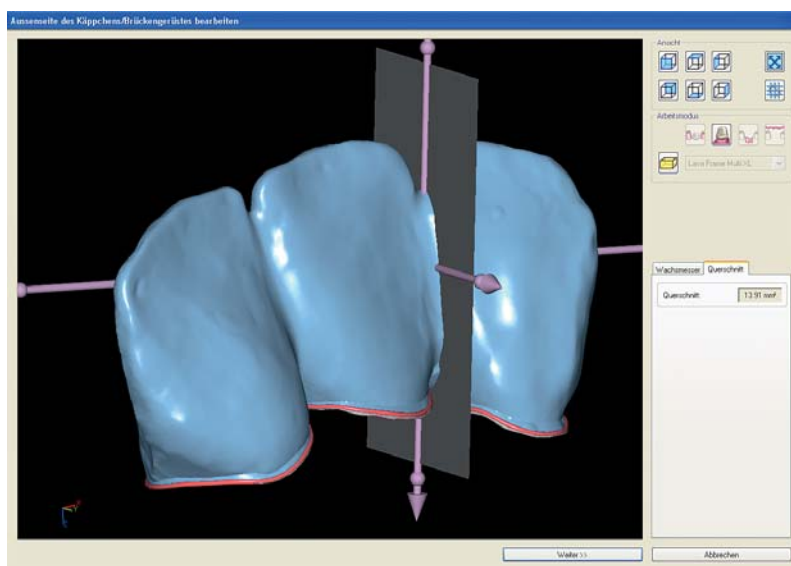 Aussenseite des Käppchens/Brückengerüstes bearbeiten
Ansicht
Arbeitsmodus
Lava Frame Multi XL
Wachsmesser Querschnitt
Querschnitt: 13.91 mm²
Weiter >>
Abbrechen